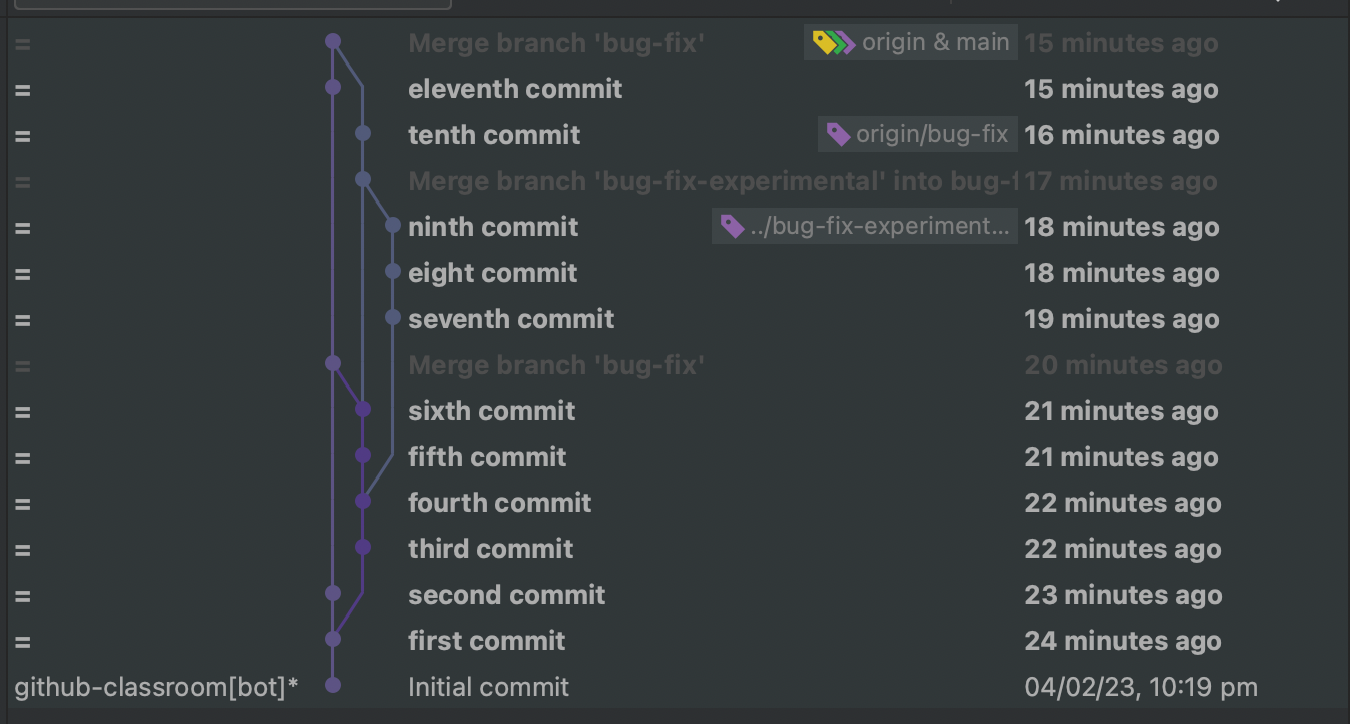 = Merge branch 'bug-fix' origin & main 15 minutes ago
= eleventh commit 15 minutes ago
= tenth commit origin/bug-fix 16 minutes ago
= Merge branch 'bug-fix-experimental' into bug-f 17 minutes ago
= ninth commit ../bug-fix-experiment... 18 minutes ago
= eight commit 18 minutes ago
= seventh commit 19 minutes ago
= Merge branch 'bug-fix' 20 minutes ago
= sixth commit 21 minutes ago
= fifth commit 21 minutes ago
= fourth commit 22 minutes ago
= third commit 22 minutes ago
= second commit 23 minutes ago
= first commit 24 minutes ago
github-classroom[bot]* Initial commit 04/02/23, 10:19 pm